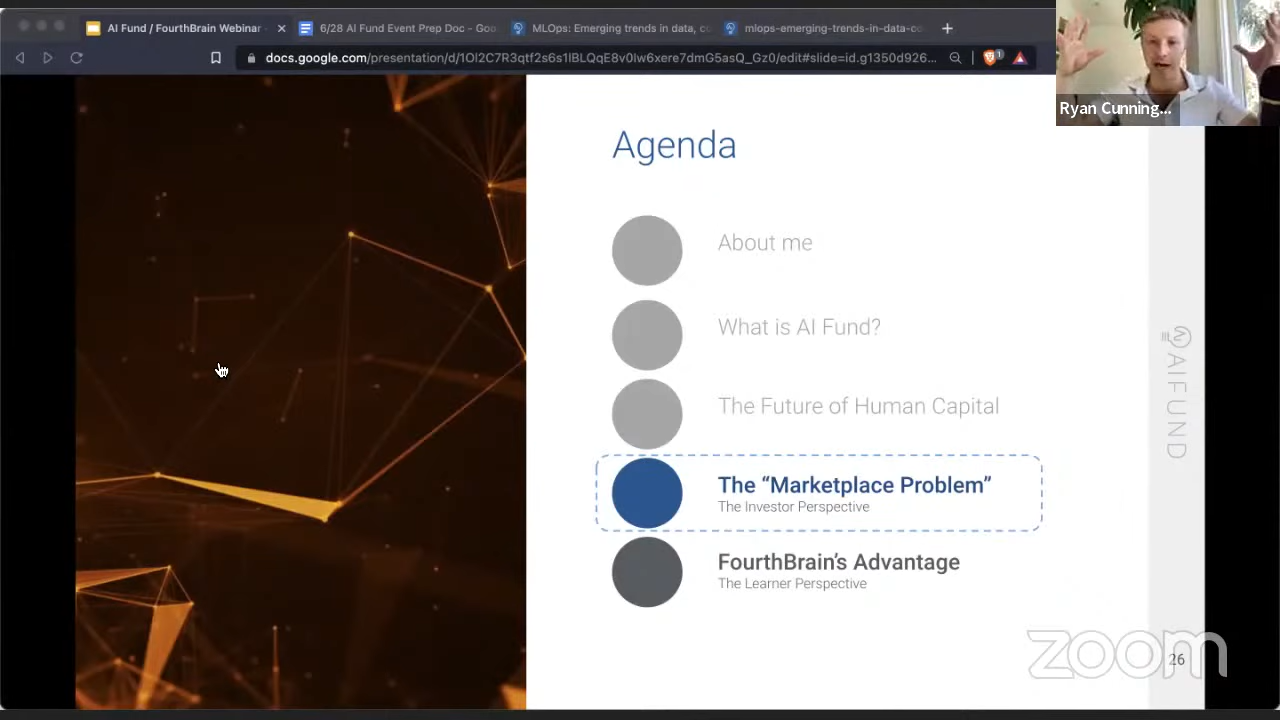 AI Fund / FourthBrain Webinar
6/28 AI Fund Event Prep Doc - Goo
MLOps: Emerging trends in data, co
mlops-emerging-trends-in-data-co
docs.google.com/presentation/d/1Ol2C7R3qtf2s6s1IBLQqE8v0lw6xere7dmG5asQ_Gz0/edit#slide=id.g1350d926...
1
Ryan Cunning...
Agenda
About me
What is AI Fund?
The Future of Human Capital
The “Marketplace Problem”
The Investor Perspective
FourthBrain’s Advantage
The Learner Perspective
AIFUND
zoom
26